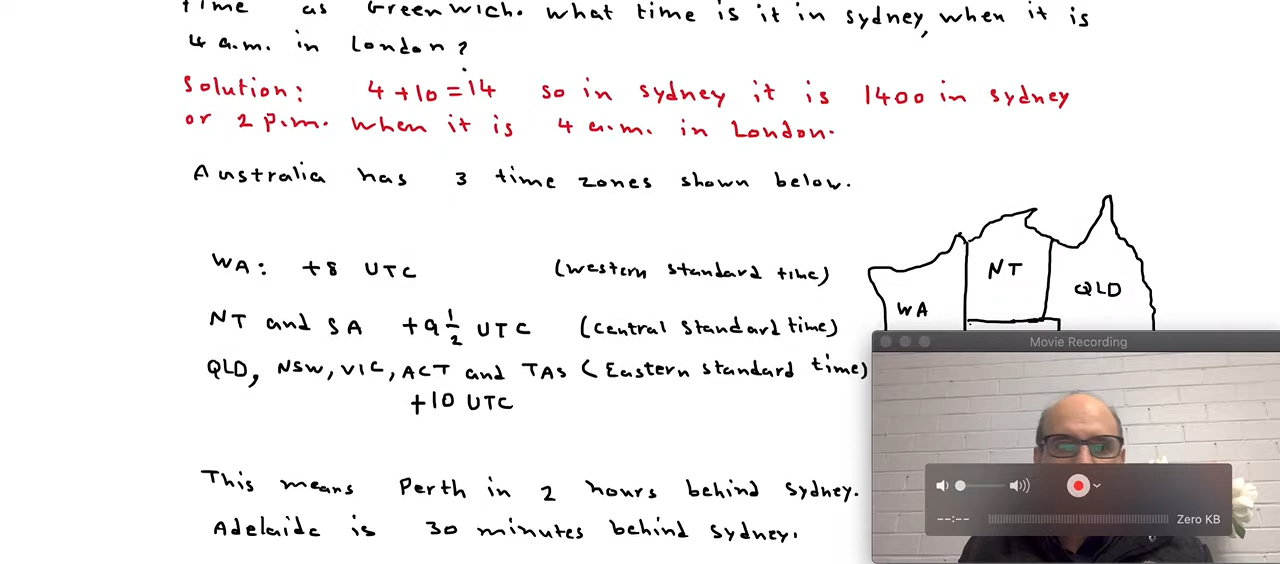 time as Greenwich. what time is it in sydney, when it is
4 a.m. in London?
Solution: 4 + 10 = 14 so in sydney it is 1400 in sydney
or 2 p.m. when it is 4 a.m. in London.
Australia has 3 time zones shown below.
WA: +8 UTC (western standard time)
NT and SA +9 1/2 UTC (central standard time)
QLD, NSW, VIC, ACT and TAS (Eastern standard time)
+10 UTC
NT
QLD
WA
Movie Recording
--:-- Zero KB
This means Perth in 2 hours behind sydney.
Adelaide is 30 minutes behind sydney.